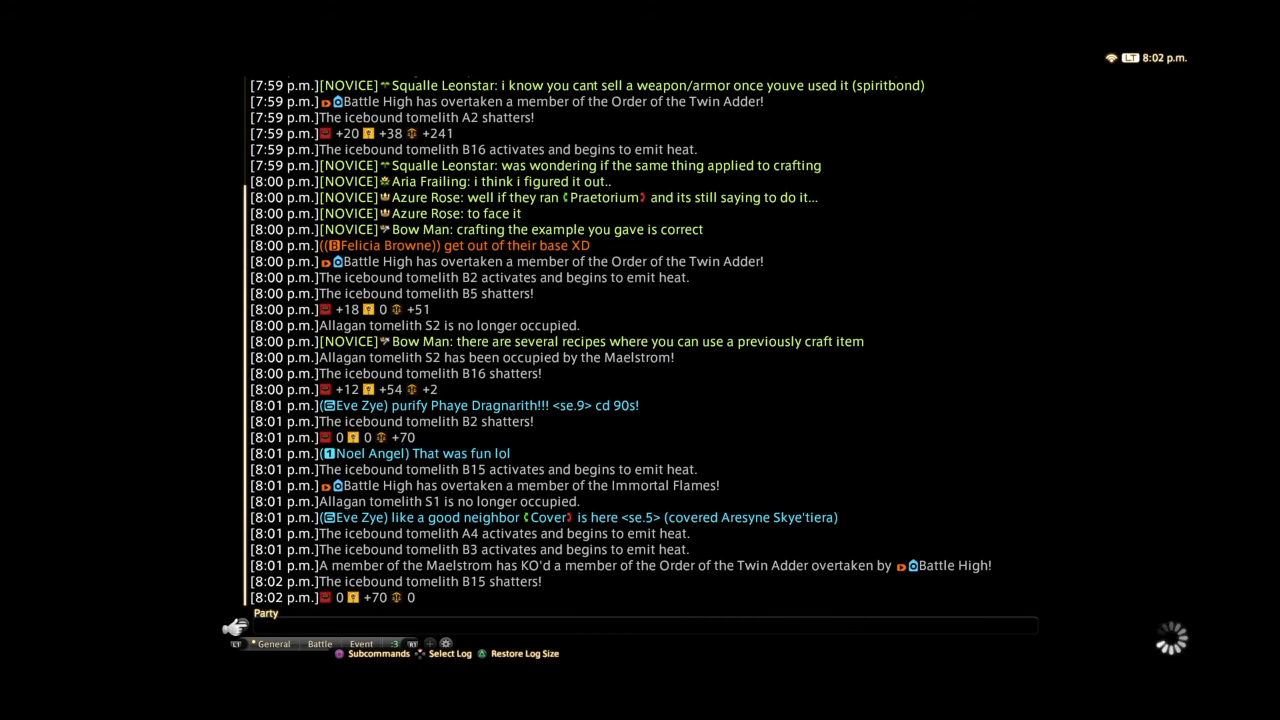 LT 8:02 p.m.
[7:59 p.m.][NOVICE]Squalle Leonstar: i know you cant sell a weapon/armor once youve used it (spiritbond)
[7:59 p.m.]Battle High has overtaken a member of the Order of the Twin Adder!
[7:59 p.m.]The icebound tomelith A2 shatters!
[7:59 p.m.] +20 +38 +241
[7:59 p.m.]The icebound tomelith B16 activates and begins to emit heat.
[7:59 p.m.][NOVICE]Squalle Leonstar: was wondering if the same thing applied to crafting
[8:00 p.m.][NOVICE]Aria Frailing: i think i figured it out..
[8:00 p.m.][NOVICE]Azure Rose: well if they ran Praetorium and its still saying to do it...
[8:00 p.m.][NOVICE]Azure Rose: to face it
[8:00 p.m.][NOVICE]Bow Man: crafting the example you gave is correct
[8:00 p.m.]((BFelicia Browne)) get out of their base XD
[8:00 p.m.]Battle High has overtaken a member of the Order of the Twin Adder!
[8:00 p.m.]The icebound tomelith B2 activates and begins to emit heat.
[8:00 p.m.]The icebound tomelith B5 shatters!
[8:00 p.m.] +18 0 +51
[8:00 p.m.]Allagan tomelith S2 is no longer occupied.
[8:00 p.m.][NOVICE]Bow Man: there are several recipes where you can use a previously craft item
[8:00 p.m.]Allagan tomelith S2 has been occupied by the Maelstrom!
[8:00 p.m.]The icebound tomelith B16 shatters!
[8:00 p.m.] +12 +54 +2
[8:01 p.m.](6Eve Zye) purify Phaye Dragnarith!!! <se.9> cd 90s!
[8:01 p.m.]The icebound tomelith B2 shatters!
[8:01 p.m.] 0 0 +70
[8:01 p.m.](1Noel Angel) That was fun lol
[8:01 p.m.]The icebound tomelith B15 activates and begins to emit heat.
[8:01 p.m.]Battle High has overtaken a member of the Immortal Flames!
[8:01 p.m.]Allagan tomelith S1 is no longer occupied.
[8:01 p.m.](6Eve Zye) like a good neighbor Cover is here <se.5> (covered Aresyne Skye'tiera)
[8:01 p.m.]The icebound tomelith A4 activates and begins to emit heat.
[8:01 p.m.]The icebound tomelith B3 activates and begins to emit heat.
[8:01 p.m.]A member of the Maelstrom has KO'd a member of the Order of the Twin Adder overtaken by Battle High!
[8:02 p.m.]The icebound tomelith B15 shatters!
[8:02 p.m.] 0 +70 0
Party
L1 General Battle Event :3 R1
Subcommands Select Log Restore Log Size